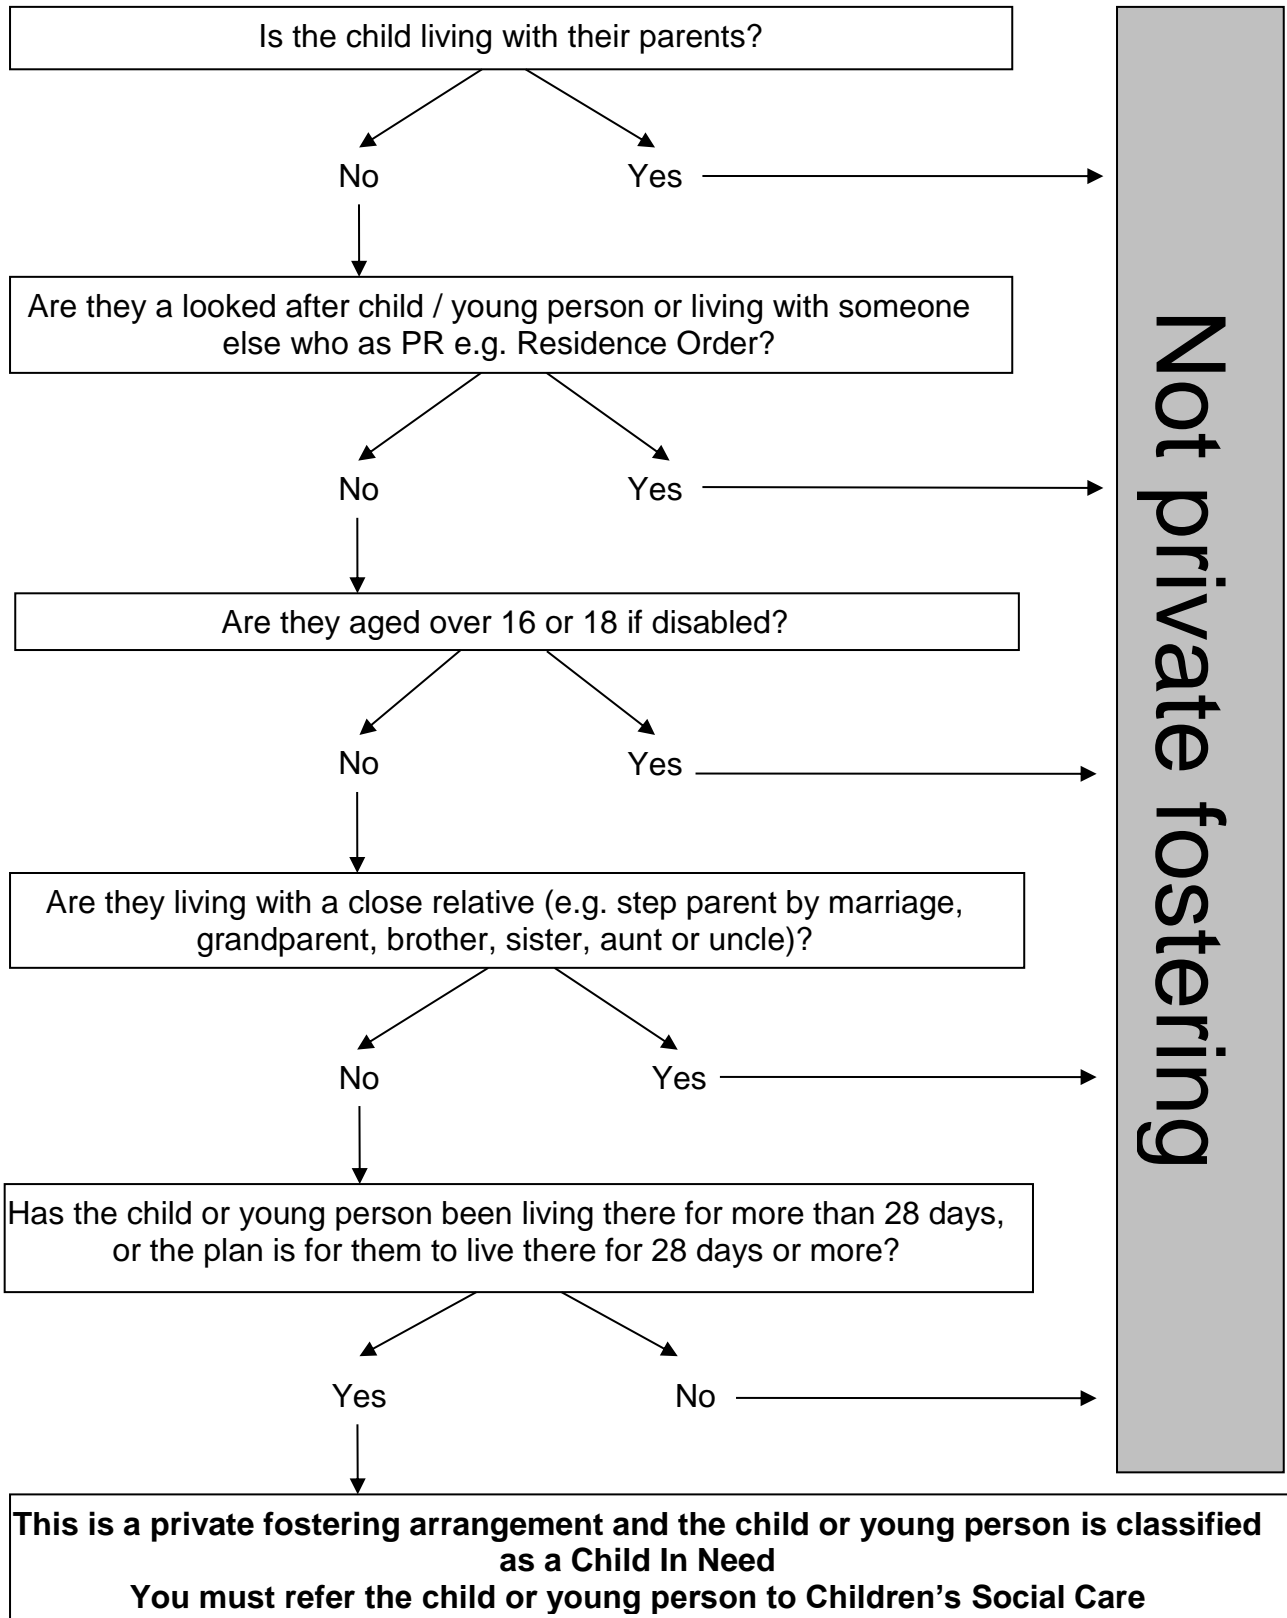 Is the child living with their parents?
No
Yes
Are they a looked after child / young person or living with someone
else who as PR e.g. Residence Order?
No
Yes
Are they aged over 16 or 18 if disabled?
No
Yes
Are they living with a close relative (e.g. step parent by marriage,
grandparent, brother, sister, aunt or uncle)?
No
Yes
Has the child or young person been living there for more than 28 days,
or the plan is for them to live there for 28 days or more?
Yes
No
This is a private fostering arrangement and the child or young person is classified
as a Child In Need
You must refer the child or young person to Children’s Social Care
Not private fostering